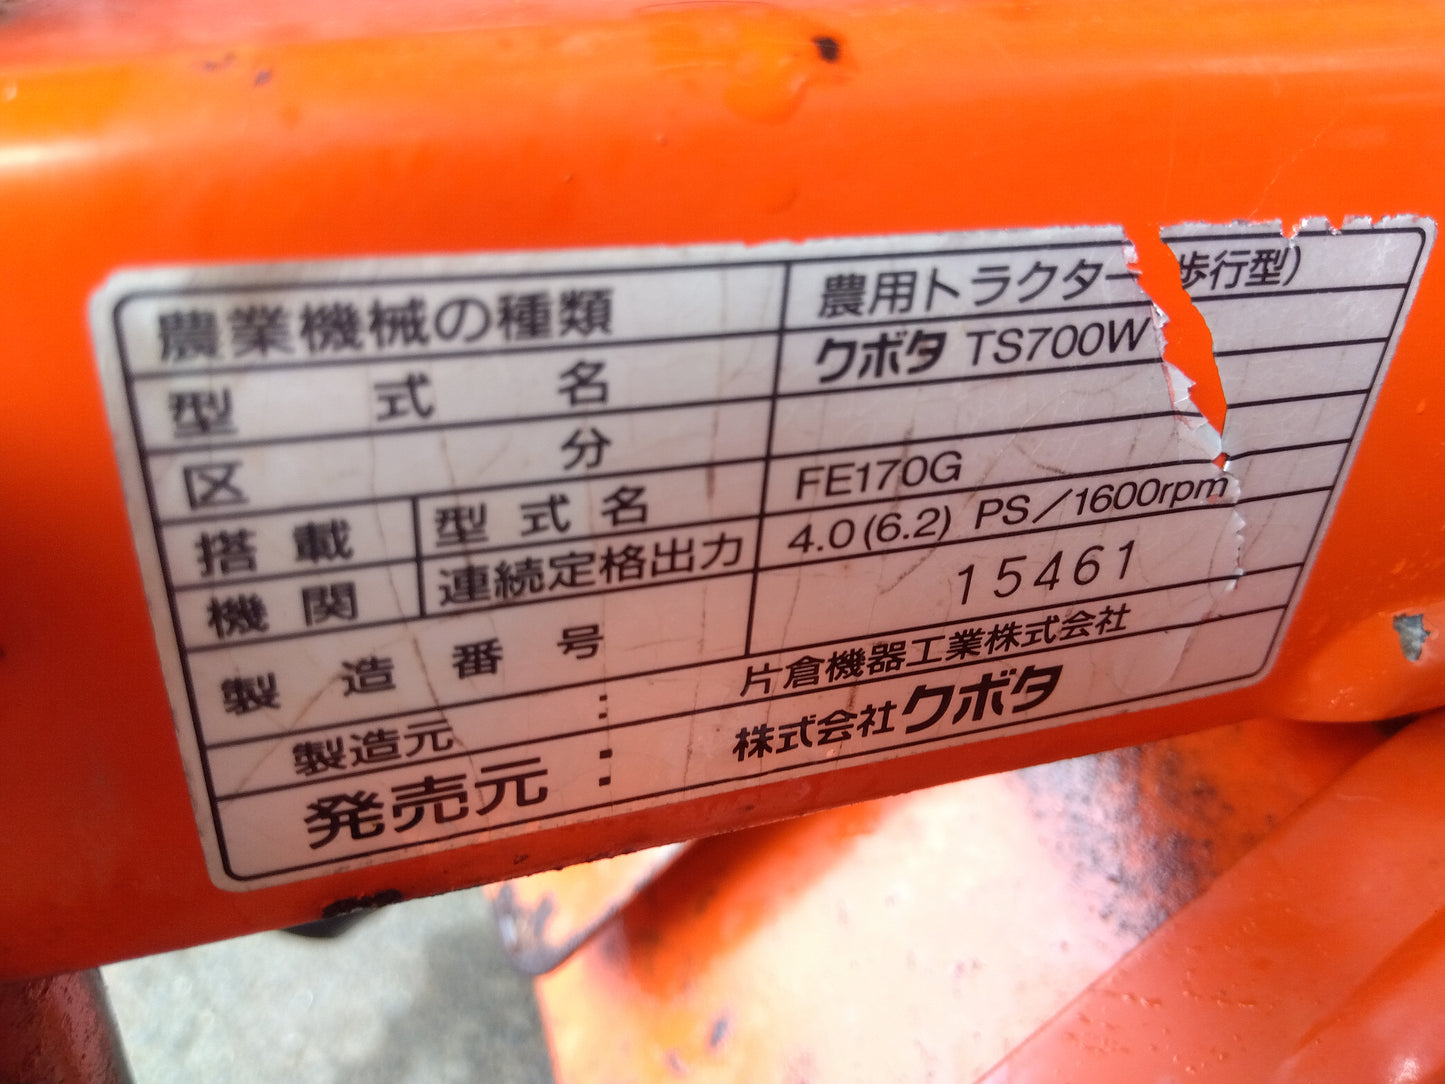 農業機械の種類 農用トラクター 歩行型)
型式名 クボタ TS700W
区分
搭載機関 型式名 FE170G
連続定格出力 4.0(6.2) PS/1600rpm
製造番号 15461
製造元 : 片倉機器工業株式会社
発売元 : 株式会社クボタ